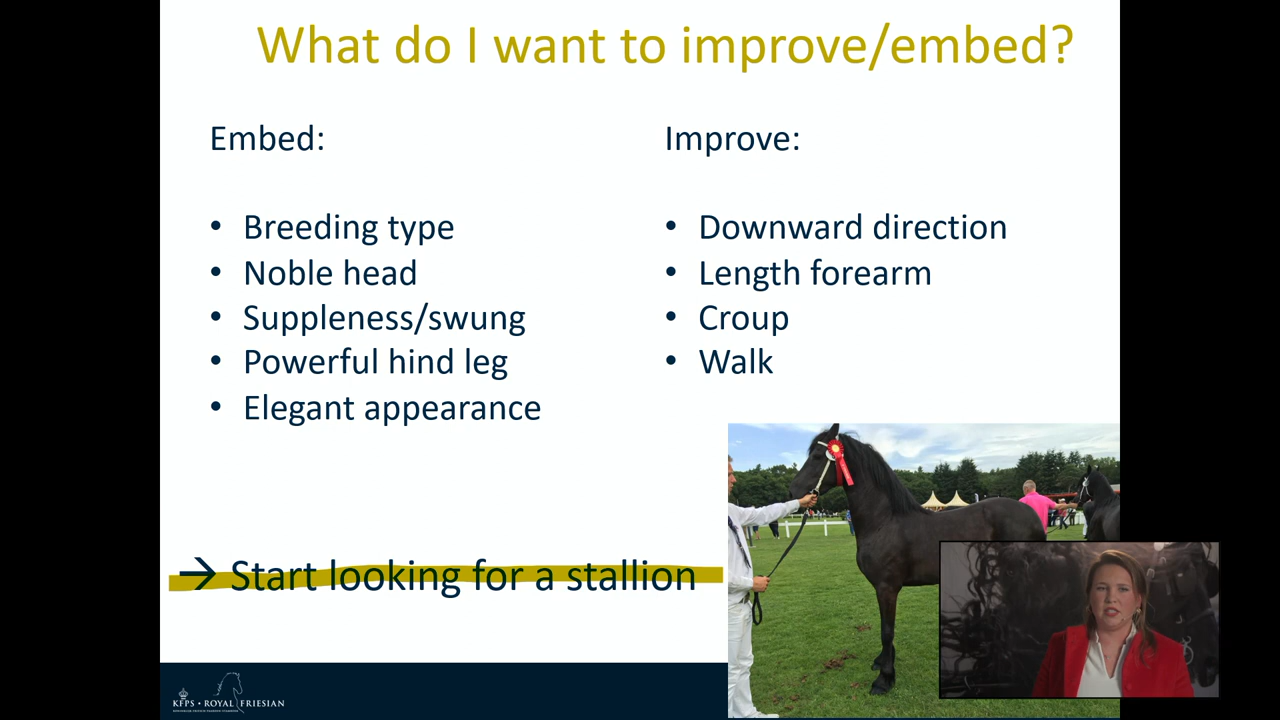 What do I want to improve/embed?
Embed:
• Breeding type
• Noble head
• Suppleness/swung
• Powerful hind leg
• Elegant appearance
Improve:
• Downward direction
• Length forearm
• Croup
• Walk
→ Start looking for a stallion
KFPS • ROYAL FRIESIAN